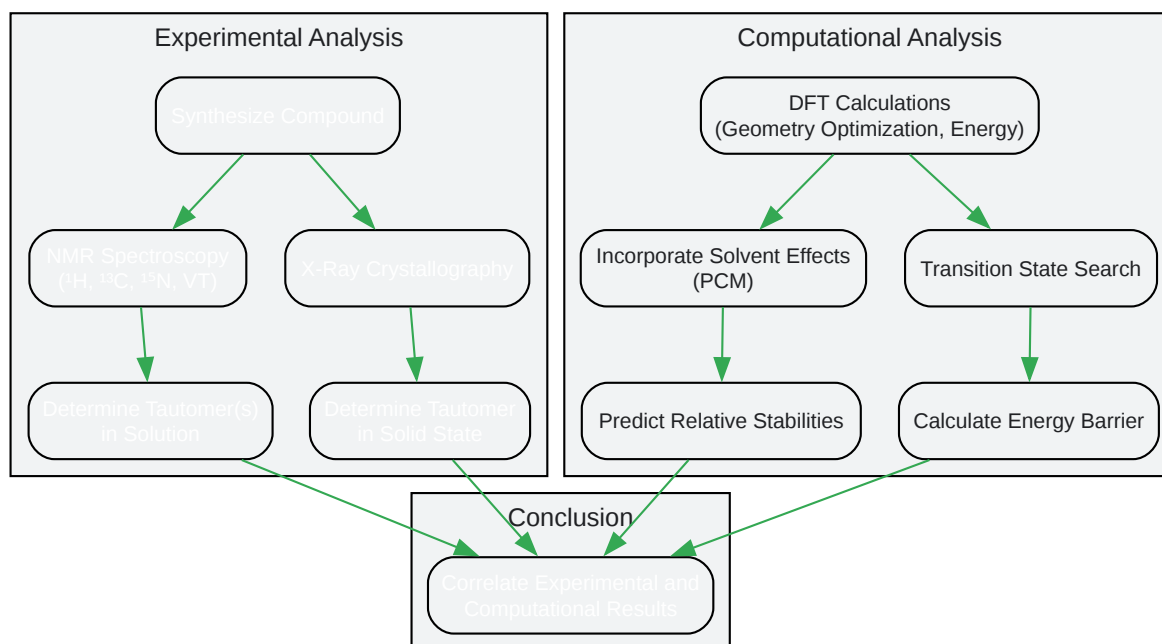 Experimental Analysis
Synthesize Compound
NMR Spectroscopy
(¹H, ¹³C, ¹⁵N, VT)
X-Ray Crystallography
Determine Tautomer(s)
in Solution
Determine Tautomer
in Solid State
Computational Analysis
DFT Calculations
(Geometry Optimization, Energy)
Incorporate Solvent Effects
(PCM)
Transition State Search
Predict Relative Stabilities
Calculate Energy Barrier
Conclusion
Correlate Experimental and
Computational Results